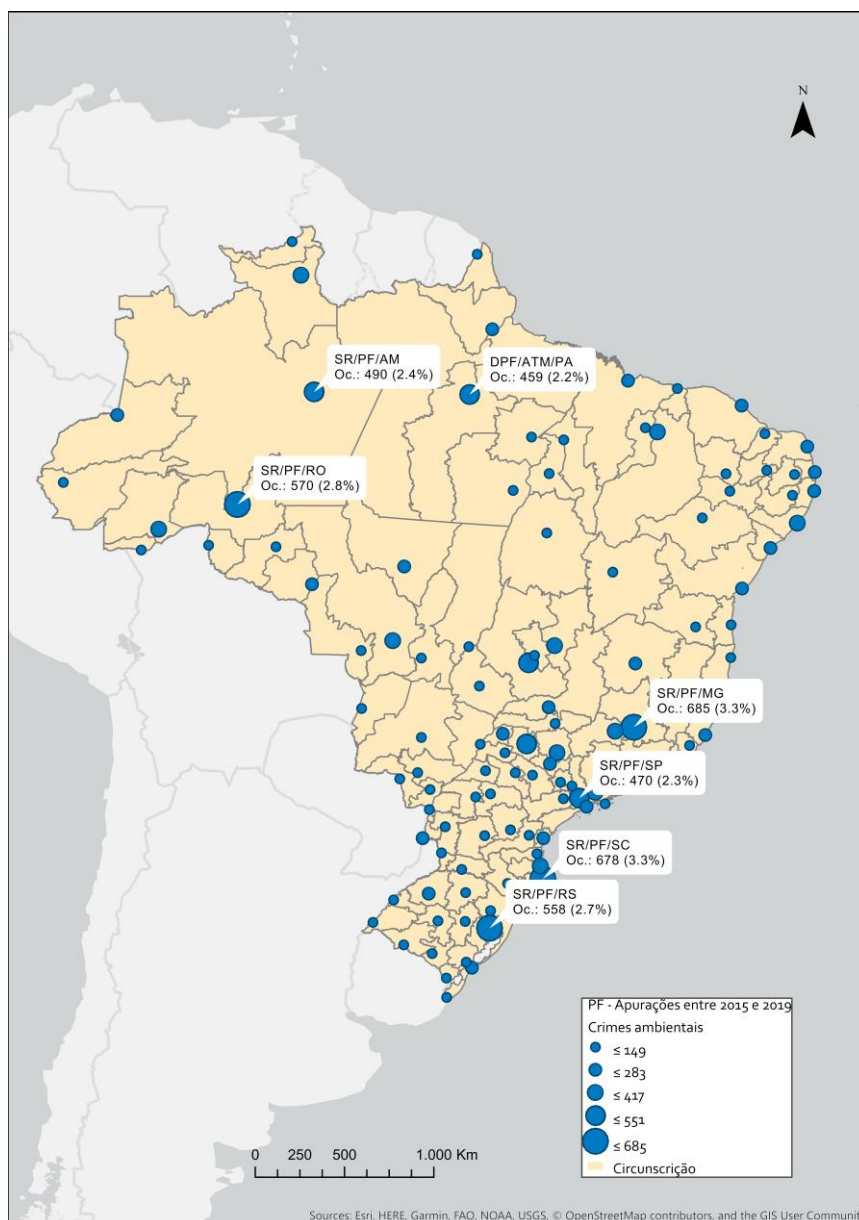 N
SR/PF/AM
Oc.: 490 (2.4%)
DPF/ATM/PA
Oc.: 459 (2.2%)
SR/PF/RO
Oc.: 570 (2.8%)
SR/PF/MG
Oc.: 685 (3.3%)
SR/PF/SP
Oc.: 470 (2.3%)
SR/PF/SC
Oc.: 678 (3.3%)
SR/PF/RS
Oc.: 558 (2.7%)
PF - Apurações entre 2015 e 2019
Crimes ambientais
≤ 149
≤ 283
≤ 417
≤ 551
≤ 685
Circunscrição
0 250 500 1.000 Km
Sources: Esri, HERE, Garmin, FAO, NOAA, USGS, © OpenStreetMap contributors, and the GIS User Communit